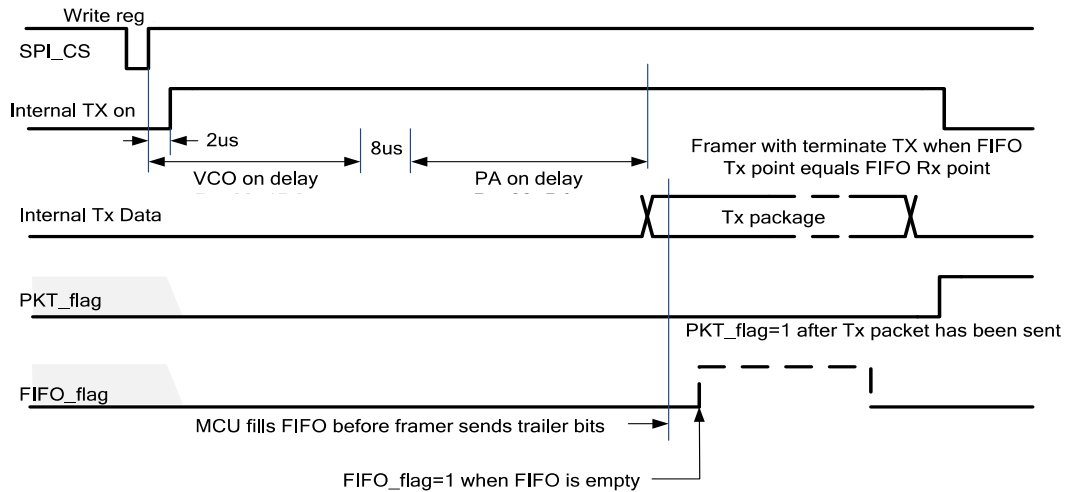 Write reg
SPI_CS
Internal TX on
2us
8us
VCO on delay
PA on delay
Framer with terminate TX when FIFO
Tx point equals FIFO Rx point
Internal Tx Data
Tx package
PKT_flag
PKT_flag=1 after Tx packet has been sent
FIFO_flag
MCU fills FIFO before framer sends trailer bits
FIFO_flag=1 when FIFO is empty